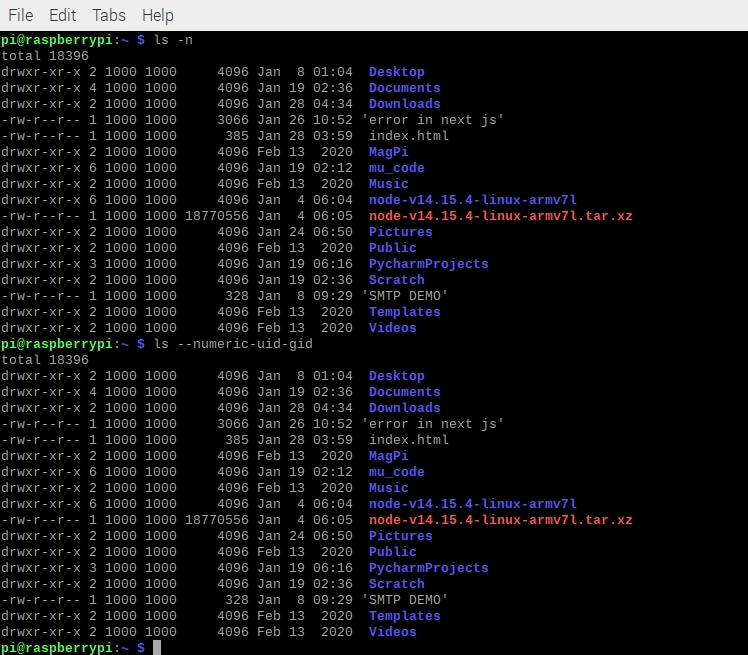 File Edit Tabs Help
pi@raspberrypi:~ $ ls -n
total 18396
drwxr-xr-x 2 1000 1000     4096 Jan  8 01:04  Desktop
drwxr-xr-x 4 1000 1000     4096 Jan 19 02:36  Documents
drwxr-xr-x 2 1000 1000     4096 Jan 28 04:34  Downloads
-rw-r--r-- 1 1000 1000     3066 Jan 26 10:52 'error in next js'
-rw-r--r-- 1 1000 1000      385 Jan 28 03:59  index.html
drwxr-xr-x 2 1000 1000     4096 Feb 13  2020  MagPi
drwxr-xr-x 6 1000 1000     4096 Jan 19 02:12  mu_code
drwxr-xr-x 2 1000 1000     4096 Feb 13  2020  Music
drwxr-xr-x 6 1000 1000     4096 Jan  4 06:04  node-v14.15.4-linux-armv7l
-rw-r--r-- 1 1000 1000 18770556 Jan  4 06:05  node-v14.15.4-linux-armv7l.tar.xz
drwxr-xr-x 2 1000 1000     4096 Jan 24 06:50  Pictures
drwxr-xr-x 2 1000 1000     4096 Feb 13  2020  Public
drwxr-xr-x 3 1000 1000     4096 Jan 19 06:16  PycharmProjects
drwxr-xr-x 2 1000 1000     4096 Jan 19 02:36  Scratch
-rw-r--r-- 1 1000 1000      328 Jan  8 09:29 'SMTP DEMO'
drwxr-xr-x 2 1000 1000     4096 Feb 13  2020  Templates
drwxr-xr-x 2 1000 1000     4096 Feb 13  2020  Videos
pi@raspberrypi:~ $ ls --numeric-uid-gid
total 18396
drwxr-xr-x 2 1000 1000     4096 Jan  8 01:04  Desktop
drwxr-xr-x 4 1000 1000     4096 Jan 19 02:36  Documents
drwxr-xr-x 2 1000 1000     4096 Jan 28 04:34  Downloads
-rw-r--r-- 1 1000 1000     3066 Jan 26 10:52 'error in next js'
-rw-r--r-- 1 1000 1000      385 Jan 28 03:59  index.html
drwxr-xr-x 2 1000 1000     4096 Feb 13  2020  MagPi
drwxr-xr-x 6 1000 1000     4096 Jan 19 02:12  mu_code
drwxr-xr-x 2 1000 1000     4096 Feb 13  2020  Music
drwxr-xr-x 6 1000 1000     4096 Jan  4 06:04  node-v14.15.4-linux-armv7l
-rw-r--r-- 1 1000 1000 18770556 Jan  4 06:05  node-v14.15.4-linux-armv7l.tar.xz
drwxr-xr-x 2 1000 1000     4096 Jan 24 06:50  Pictures
drwxr-xr-x 2 1000 1000     4096 Feb 13  2020  Public
drwxr-xr-x 3 1000 1000     4096 Jan 19 06:16  PycharmProjects
drwxr-xr-x 2 1000 1000     4096 Jan 19 02:36  Scratch
-rw-r--r-- 1 1000 1000      328 Jan  8 09:29 'SMTP DEMO'
drwxr-xr-x 2 1000 1000     4096 Feb 13  2020  Templates
drwxr-xr-x 2 1000 1000     4096 Feb 13  2020  Videos
pi@raspberrypi:~ $